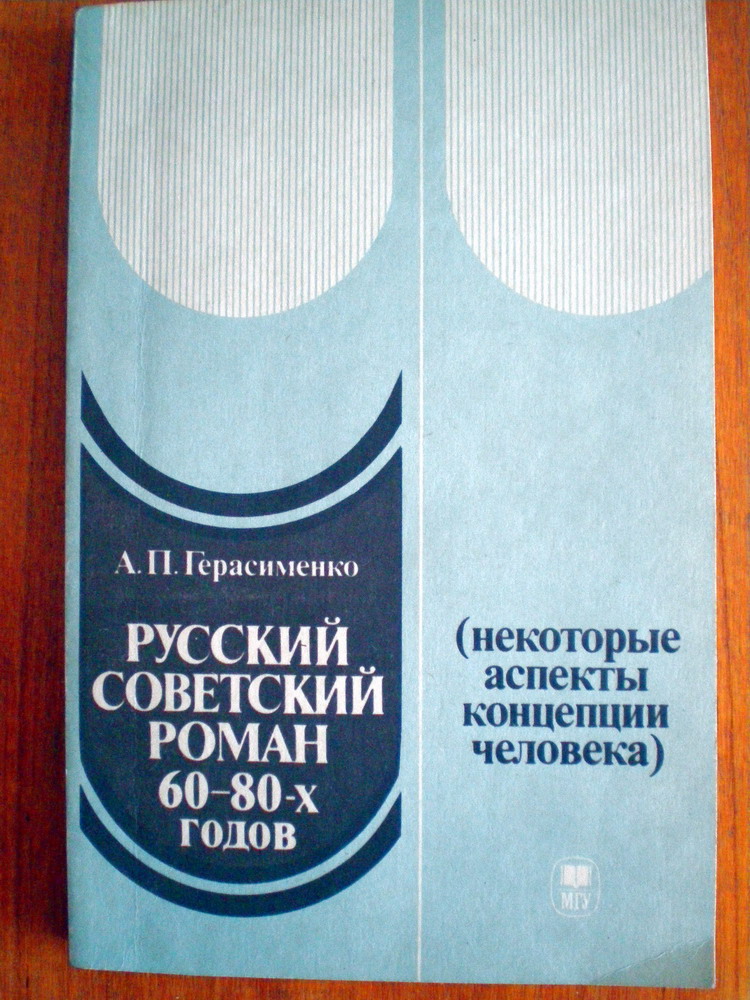 А. П. Герасименко
РУССКИЙ
СОВЕТСКИЙ
РОМАН
60–80-х
ГОДОВ
(некоторые
аспекты
концепции
человека)
МГУ